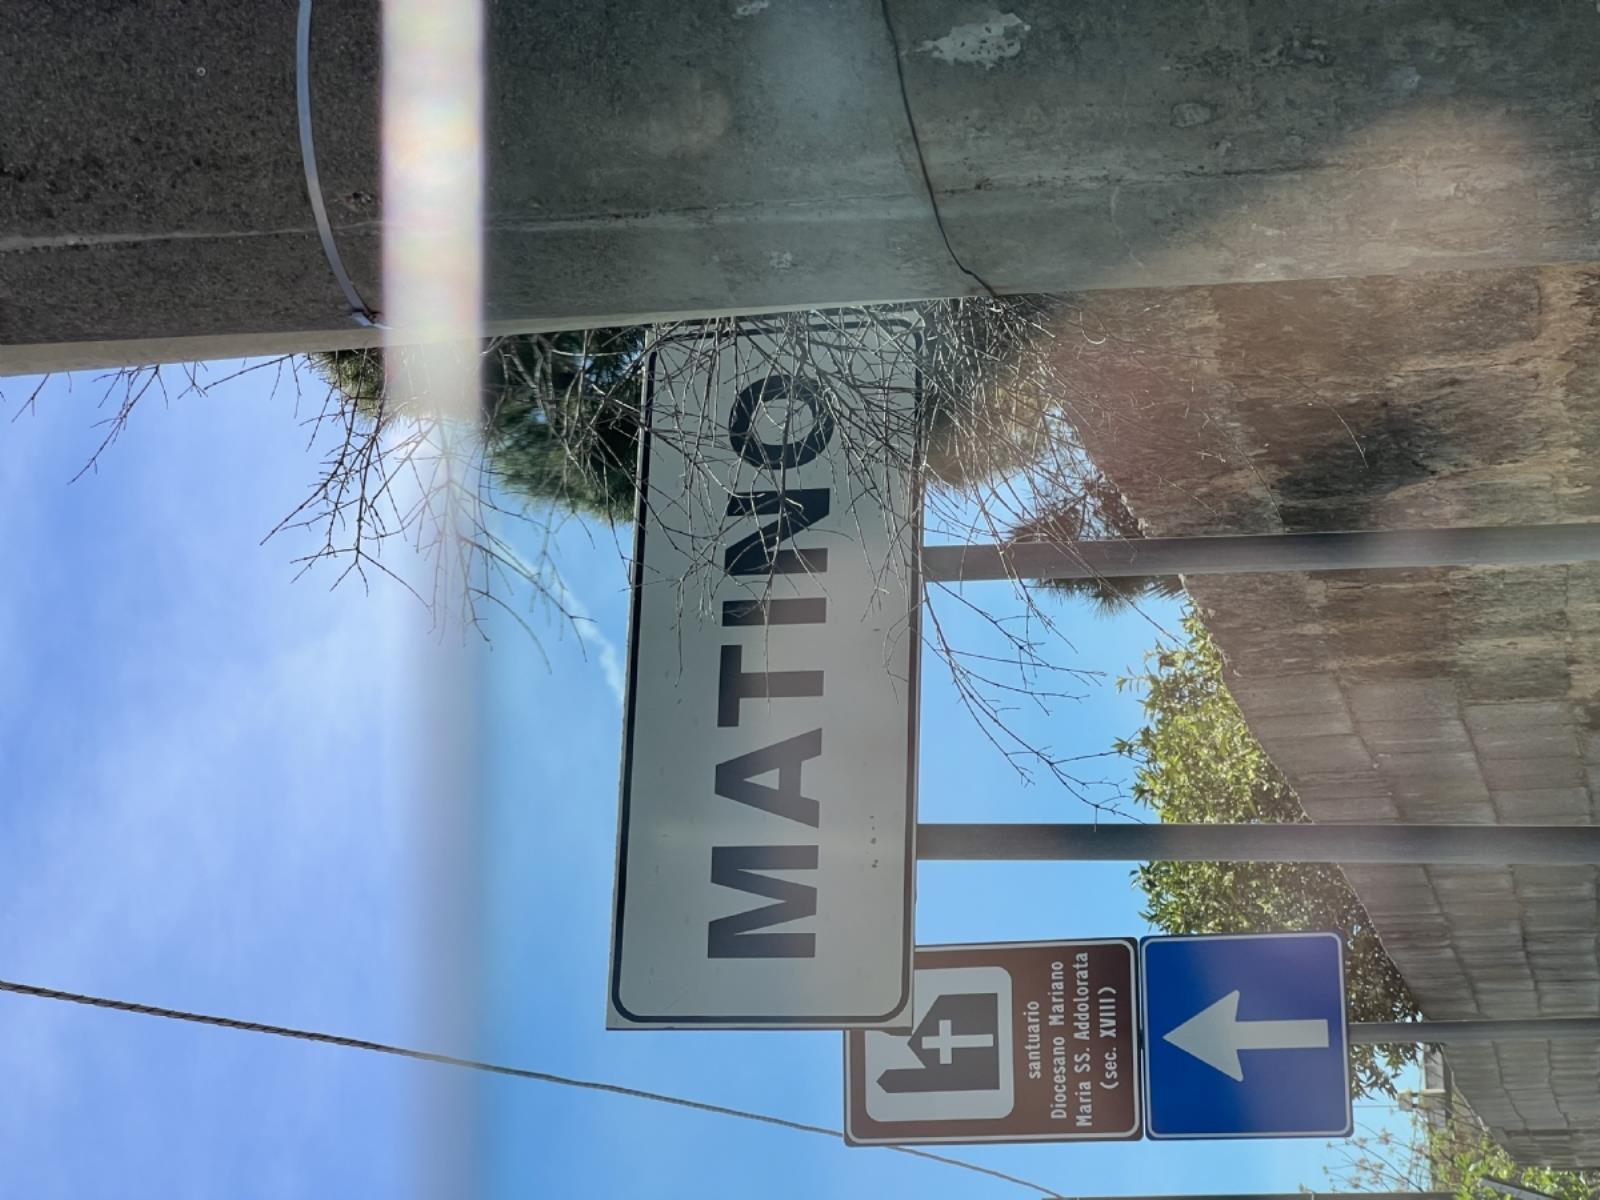 MATINO
santuario
Diocesano Mariano
Maria SS. Addolorata
(sec. XVIII)